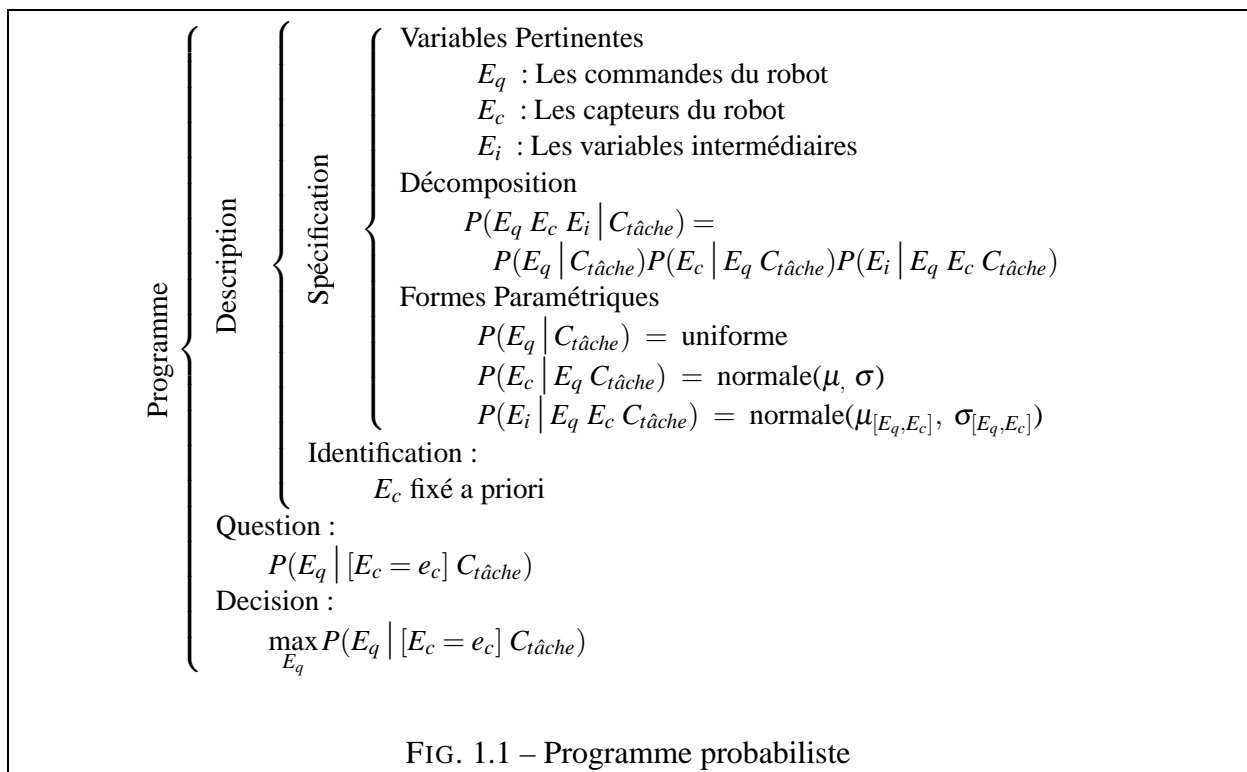 Programme
Description
Spécification
Variables Pertinentes
E_q : Les commandes du robot
E_c : Les capteurs du robot
E_i : Les variables intermédiaires
Décomposition
P(E_q E_c E_i | C_tâche) =
P(E_q | C_tâche)P(E_c | E_q C_tâche)P(E_i | E_q E_c C_tâche)
Formes Paramétriques
P(E_q | C_tâche) = uniforme
P(E_c | E_q C_tâche) = normale(μ, σ)
P(E_i | E_q E_c C_tâche) = normale(μ_[E_q,E_c], σ_[E_q,E_c])
Identification :
E_c fixé a priori
Question :
P(E_q | [E_c = e_c] C_tâche)
Decision :
max_{E_q} P(E_q | [E_c = e_c] C_tâche)
FIG. 1.1 – Programme probabiliste